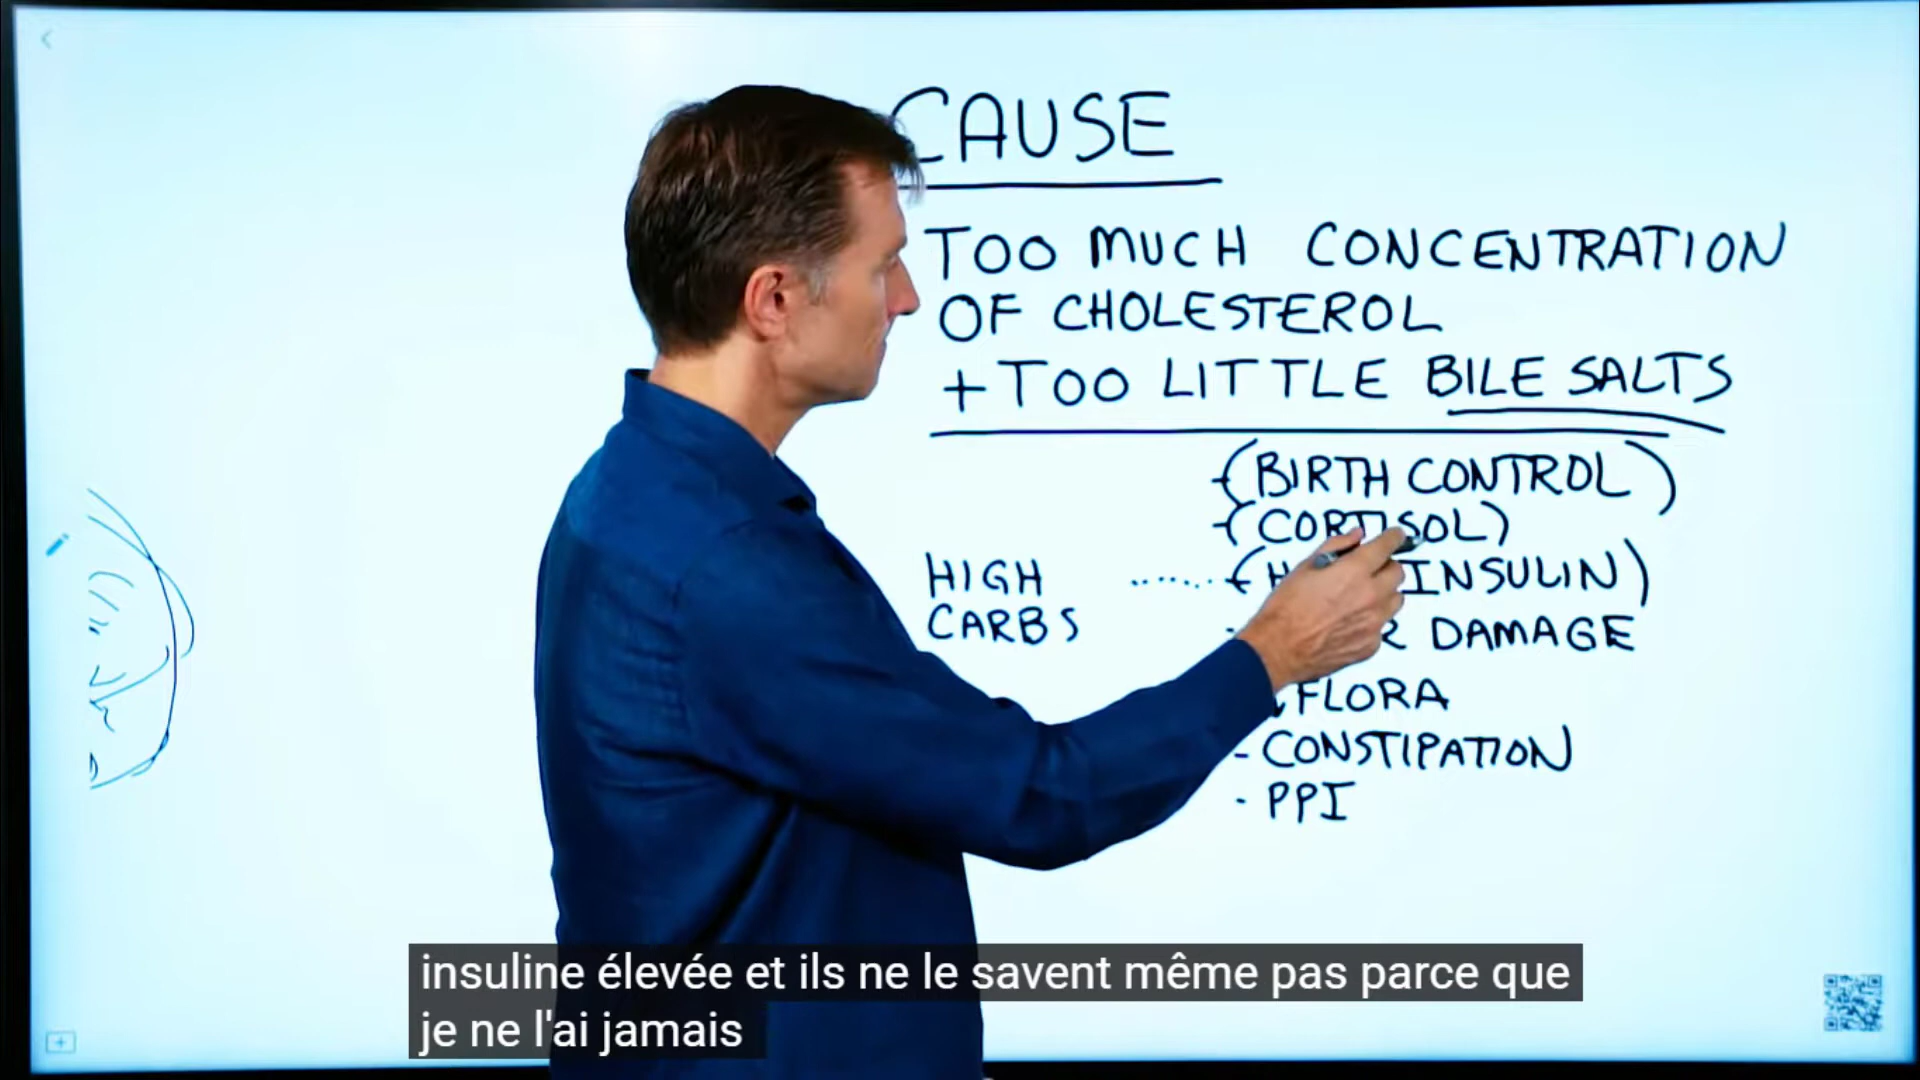 CAUSE
TOO MUCH CONCENTRATION
OF CHOLESTEROL
+ TOO LITTLE BILE SALTS
-(BIRTH CONTROL)
-(CORTISOL)
HIGH ......-( INSULIN)
CARBS - DAMAGE
FLORA
- CONSTIPATION
- PPI
insuline élevée et ils ne le savent même pas parce que
je ne l'ai jamais